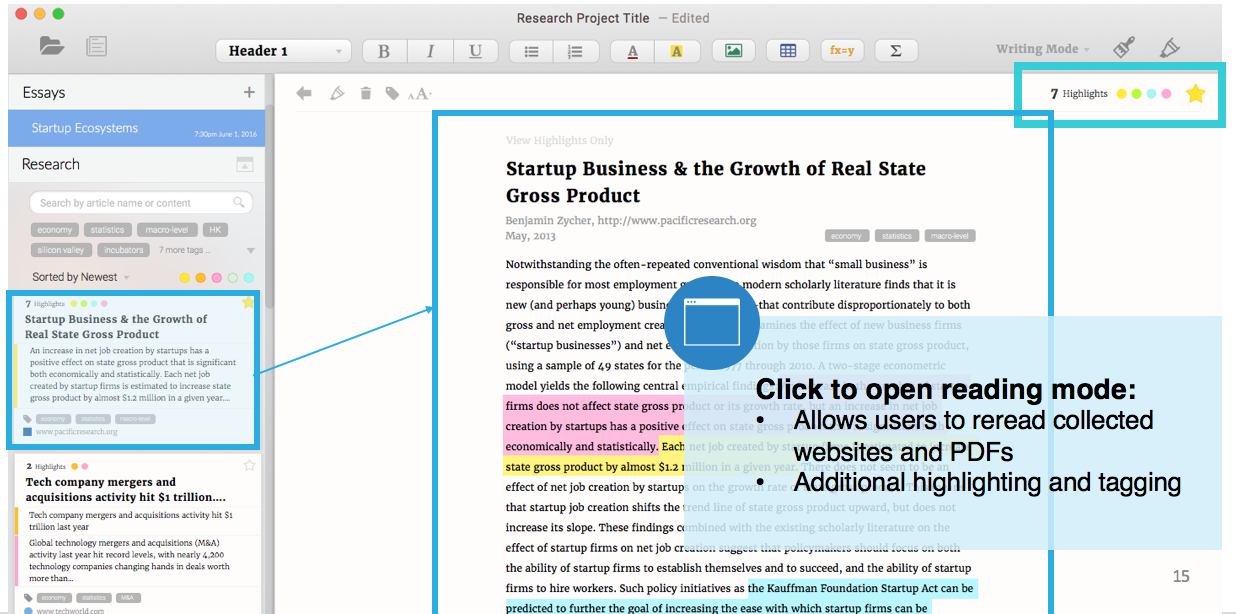 Research Project Title — Edited
Header 1
B I U
A A
fx=y Σ
Writing Mode
Essays +
Startup Ecosystems
7:30pm June 1, 2016
Research
Search by article name or content
economy statistics macro-level HK
silicon valley incubators 7 more tags ...
Sorted by Newest
7 Highlights
Startup Business & the Growth of
Real State Gross Product
An increase in net job creation by startups has a
positive effect on state gross product that is significant
both economically and statistically. Each net job
created by startup firms is estimated to increase state
gross product by almost $1.2 million in a given year....
economy statistics macro-level
www.pacificresearch.org
2 Highlights
Tech company mergers and
acquisitions activity hit $1 trillion....
Tech company mergers and acquisitions activity hit $1
trillion last year
Global technology mergers and acquisitions (M&A)
activity last year hit record levels, with nearly 4,200
technology companies changing hands in deals worth
more than...
economy statistics M&A
www.techworld.com
AA
7 Highlights
View Highlights Only
Startup Business & the Growth of Real State
Gross Product
Benjamin Zycher, http://www.pacificresearch.org
May, 2013
economy statistics macro-level
Notwithstanding the often-repeated conventional wisdom that “small business” is
responsible for most employment modern scholarly literature finds that it is
new (and perhaps young) that contribute disproportionately to both
gross and net employment the effect of new business firms
(“startup businesses”) and net by those firms on state gross product,
using a sample of 49 states for the through 2010. A two-stage econometric
model yields the following central empirical
firms does not affect state gross product or its growth rate, but an increase in net job
creation by startups has a positive effect on state gross
economically and statistically. Each net job created by startup firms is
state gross product by almost $1.2 million in a given year. There does not seem to be an
effect of net job creation by startups on the growth rate
that startup job creation shifts the trend line of state gross product upward, but does not
increase its slope. These findings combined with the existing scholarly literature on the
effect of startup firms on net job creation suggest that policymakers should focus on both
the ability of startup firms to establish themselves and to succeed, and the ability of startup
firms to hire workers. Such policy initiatives as the Kauffman Foundation Startup Act can be
predicted to further the goal of increasing the ease with which startup firms can be
Click to open reading mode:
• Allows users to reread collected
websites and PDFs
• Additional highlighting and tagging
15